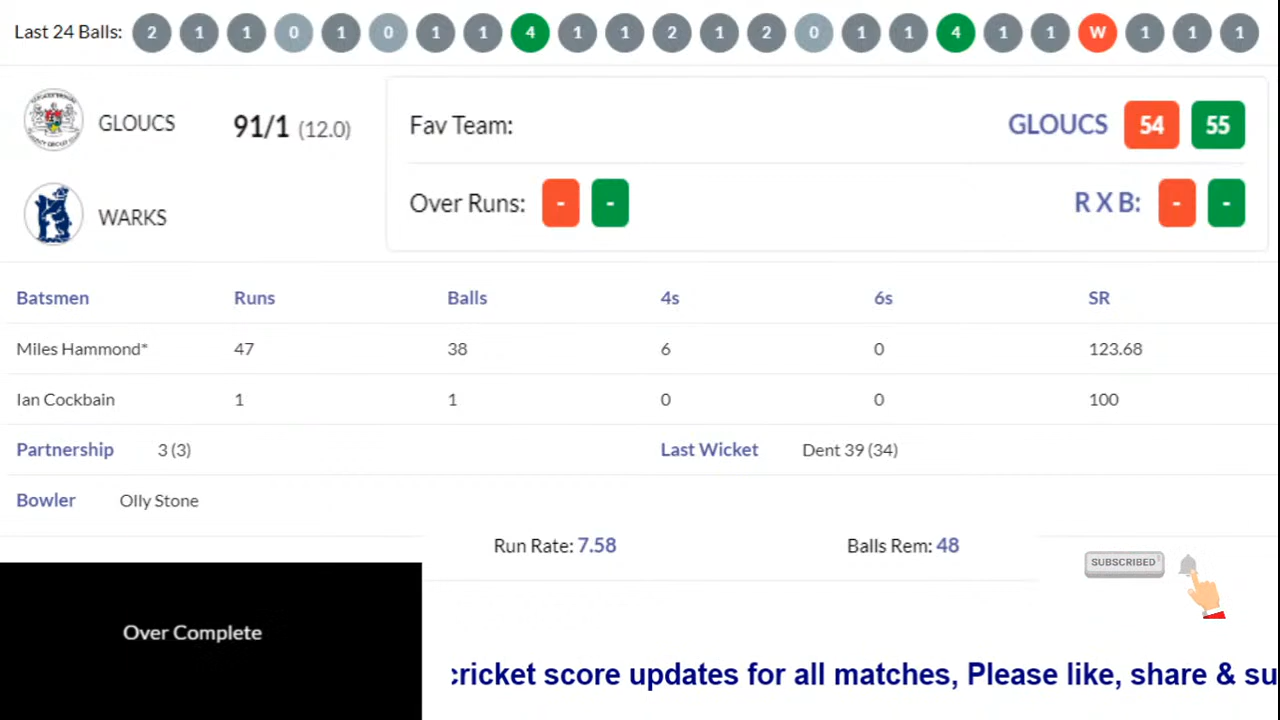 Last 24 Balls: 2 1 1 0 1 0 1 1 4 1 1 2 1 2 0 1 1 4 1 1 W 1 1 1
GLOUCS 91/1 (12.0)
Fav Team: GLOUCS 54 55
WARKS
Over Runs: - - R X B: - -
Batsmen Runs Balls 4s 6s SR
Miles Hammond* 47 38 6 0 123.68
Ian Cockbain 1 1 0 0 100
Partnership 3 (3) Last Wicket Dent 39 (34)
Bowler Olly Stone
Run Rate: 7.58 Balls Rem: 48
SUBSCRIBED
Over Complete
cricket score updates for all matches, Please like, share & su